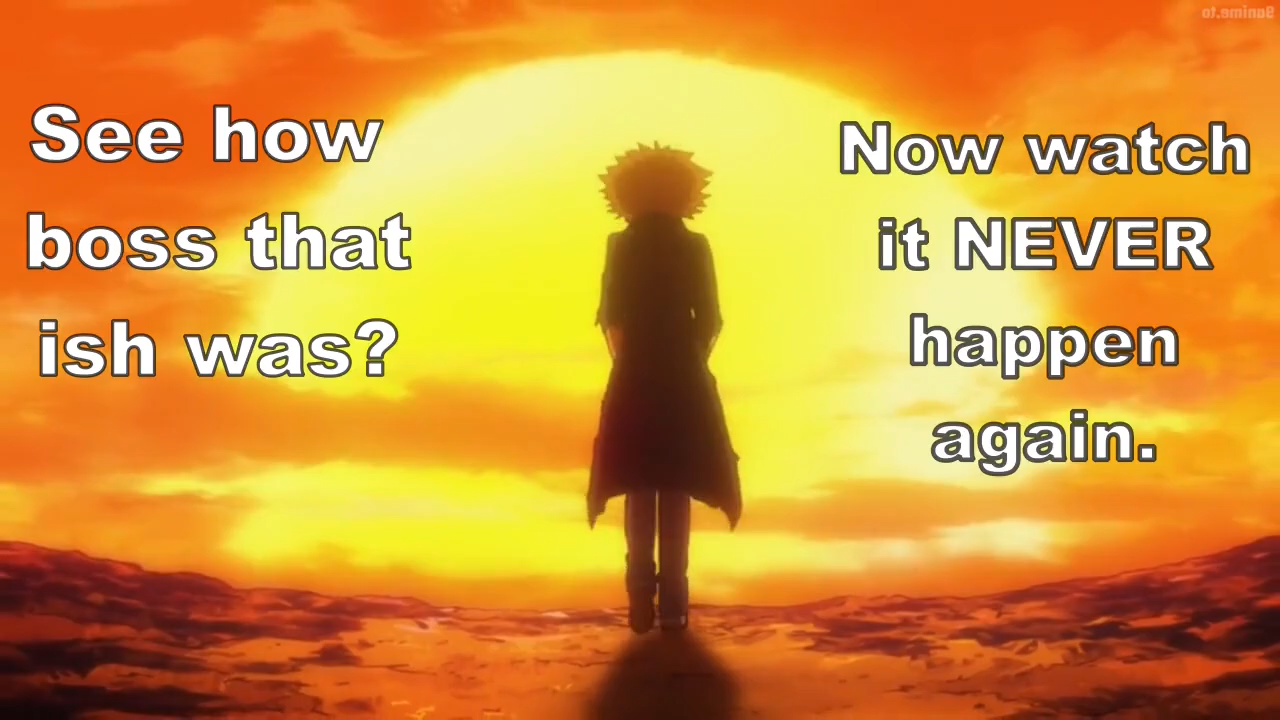 See how
boss that
ish was?
Now watch
it NEVER
happen
again.
9anime.to